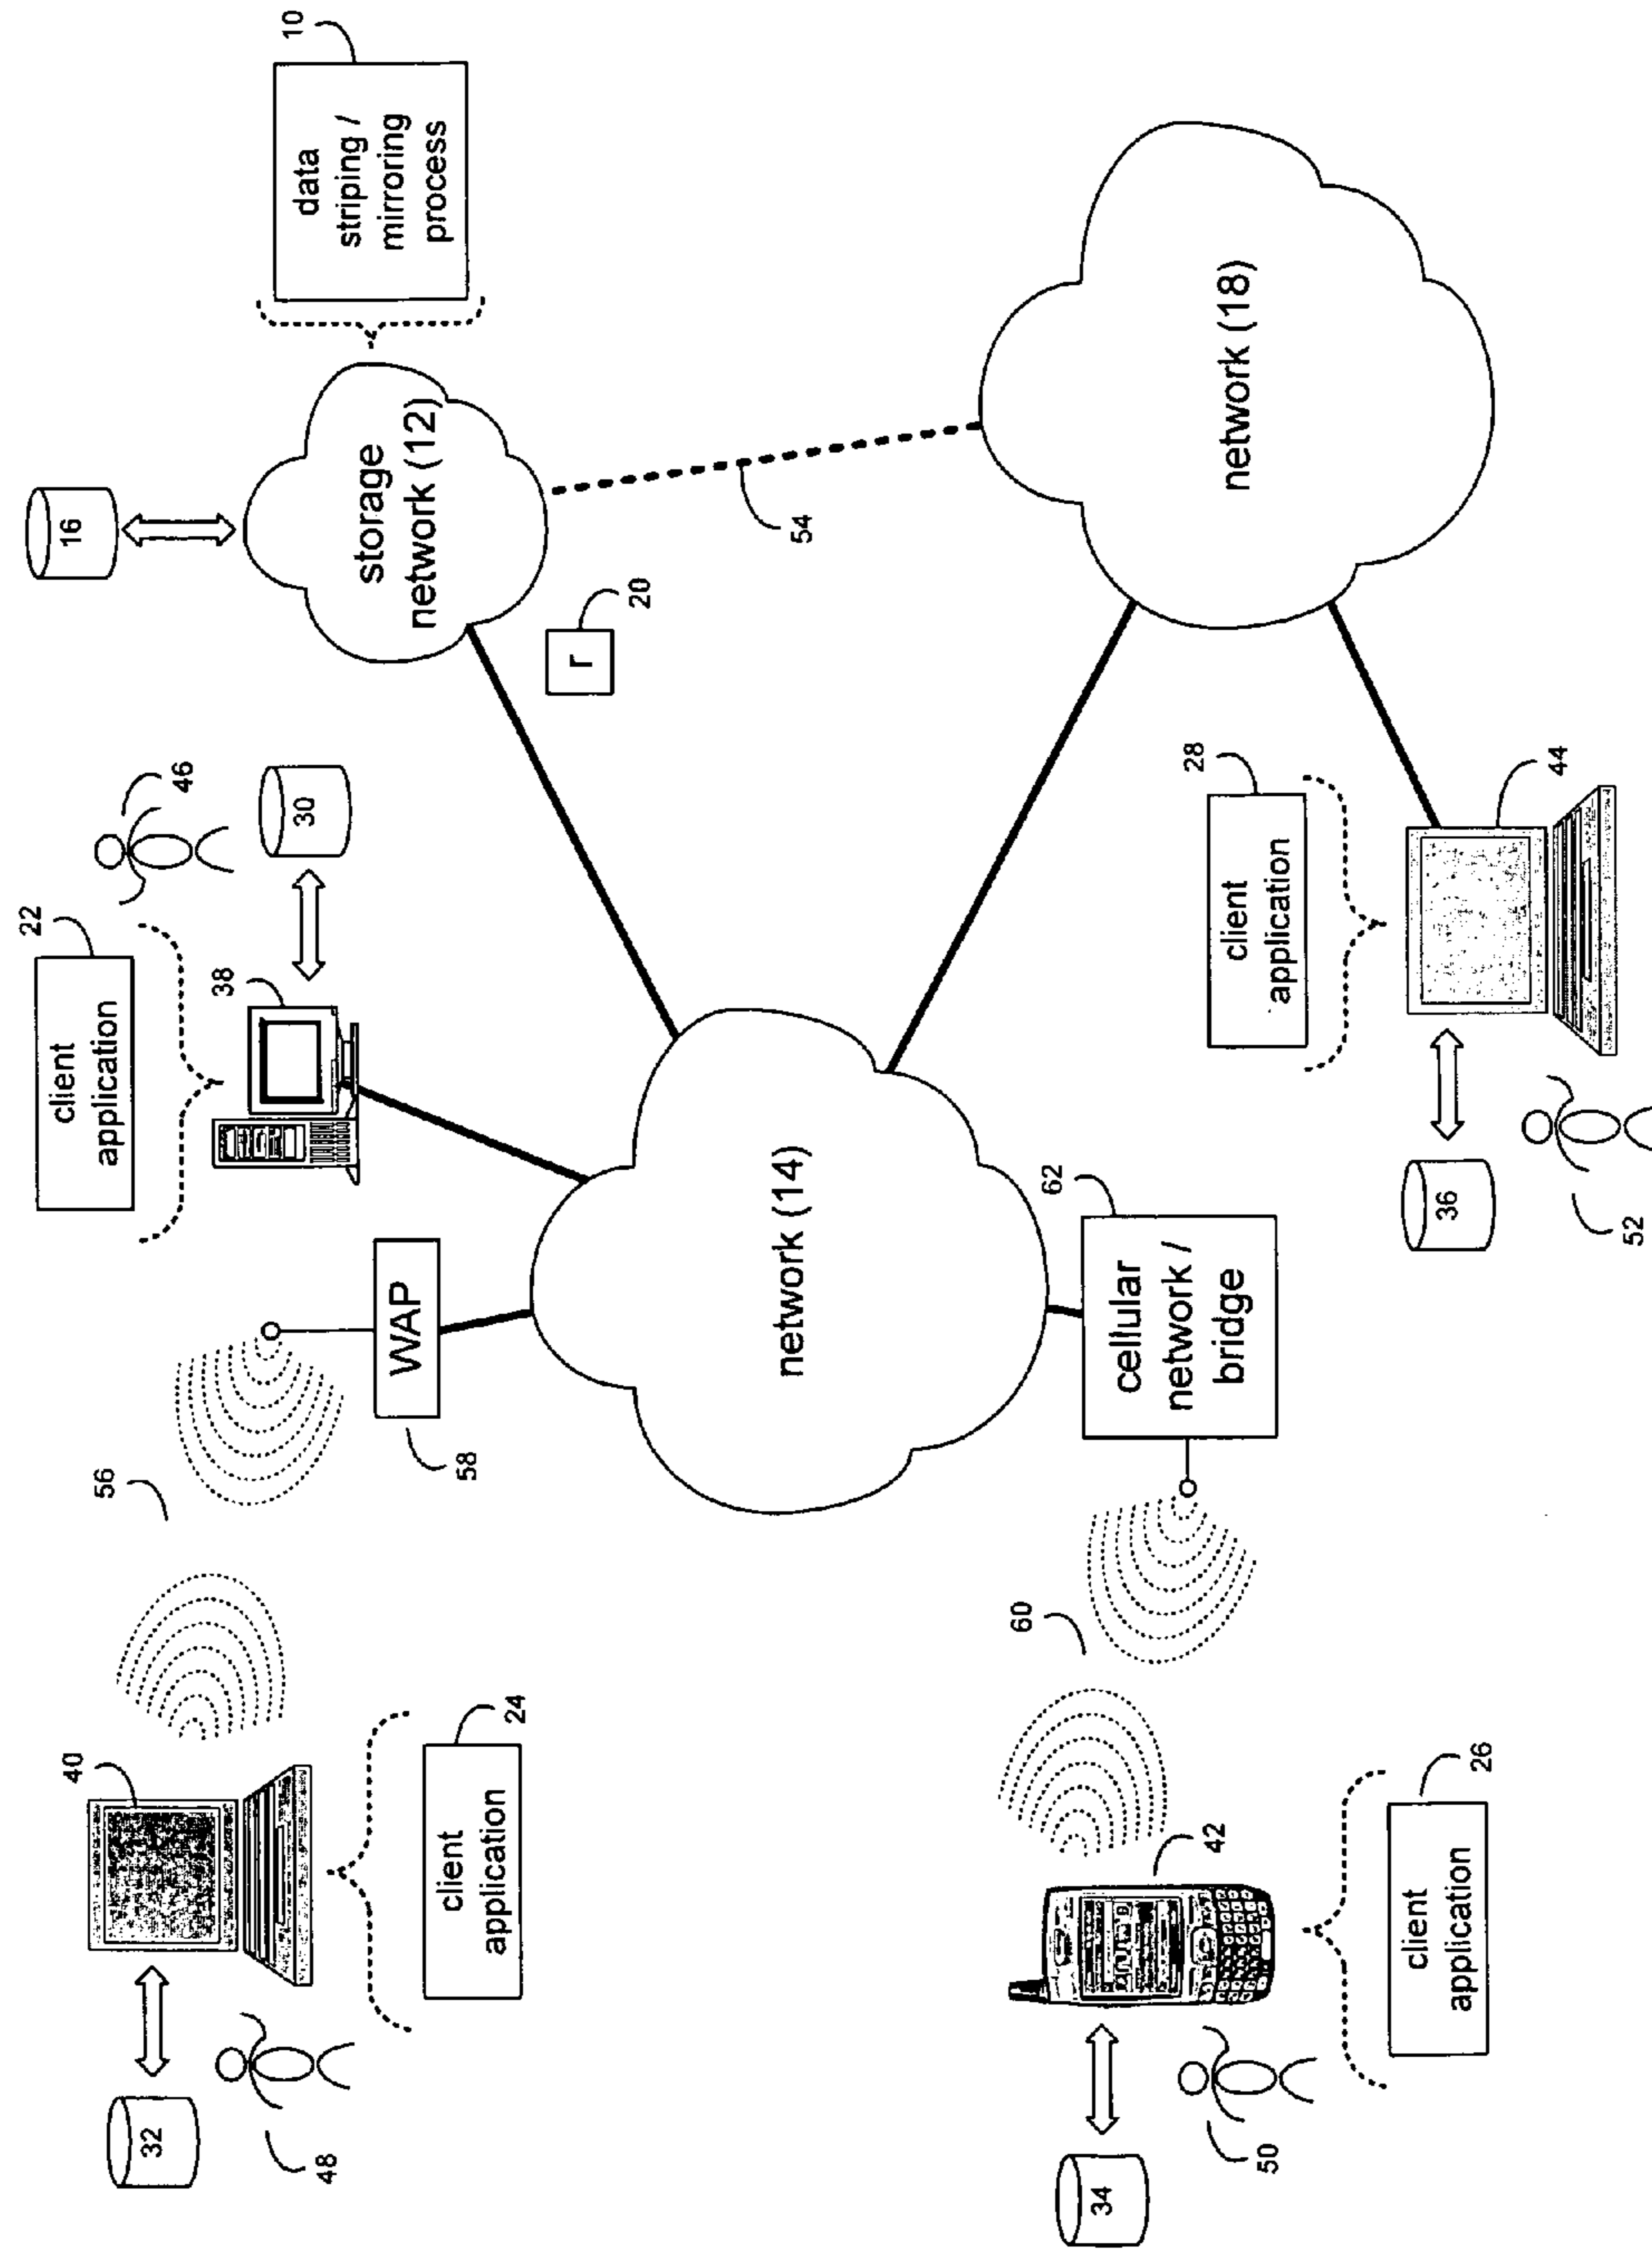 32
48
40
client
application
24
56
58
WAP
client
application
22
38
46
30
16
storage
network (12)
data
striping /
mirroring
process
10
r
20
54
network (14)
network (18)
34
50
42
client
application
26
60
cellular
network /
bridge
62
client
application
28
44
36
52